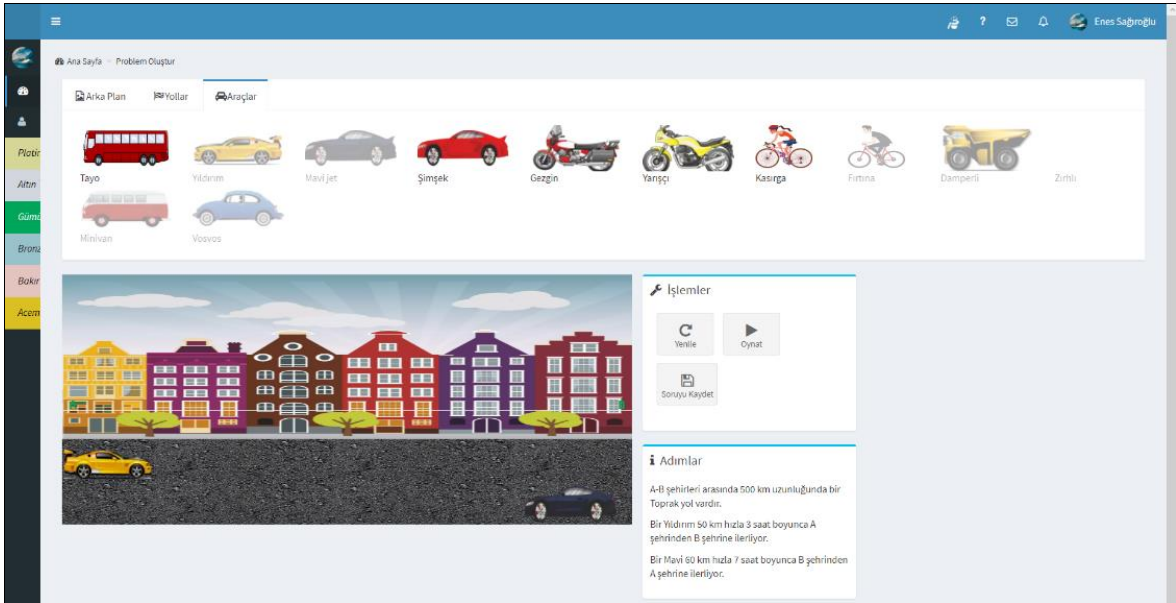 Enes Sağıroğlu
Ana Sayfa
Problem Oluştur
Arka Plan
Yollar
Araçlar
Tayo
Yıldırım
Mavi jet
Şimşek
Gezgin
Yarışçı
Kasırga
Fırtına
Damperli
Zırhlı
Minivan
Vosvos
Platin
Altın
Gümü
Bronz
Bakır
Acem
İşlemler
Yenile
Oynat
Soruyu Kaydet
Adımlar
A-B şehirleri arasında 500 km uzunluğunda bir
Toprak yol vardır.
Bir Yıldırım 50 km hızla 3 saat boyunca A
şehrinden B şehrine ilerliyor.
Bir Mavi 60 km hızla 7 saat boyunca B şehrinden
A şehrine ilerliyor.